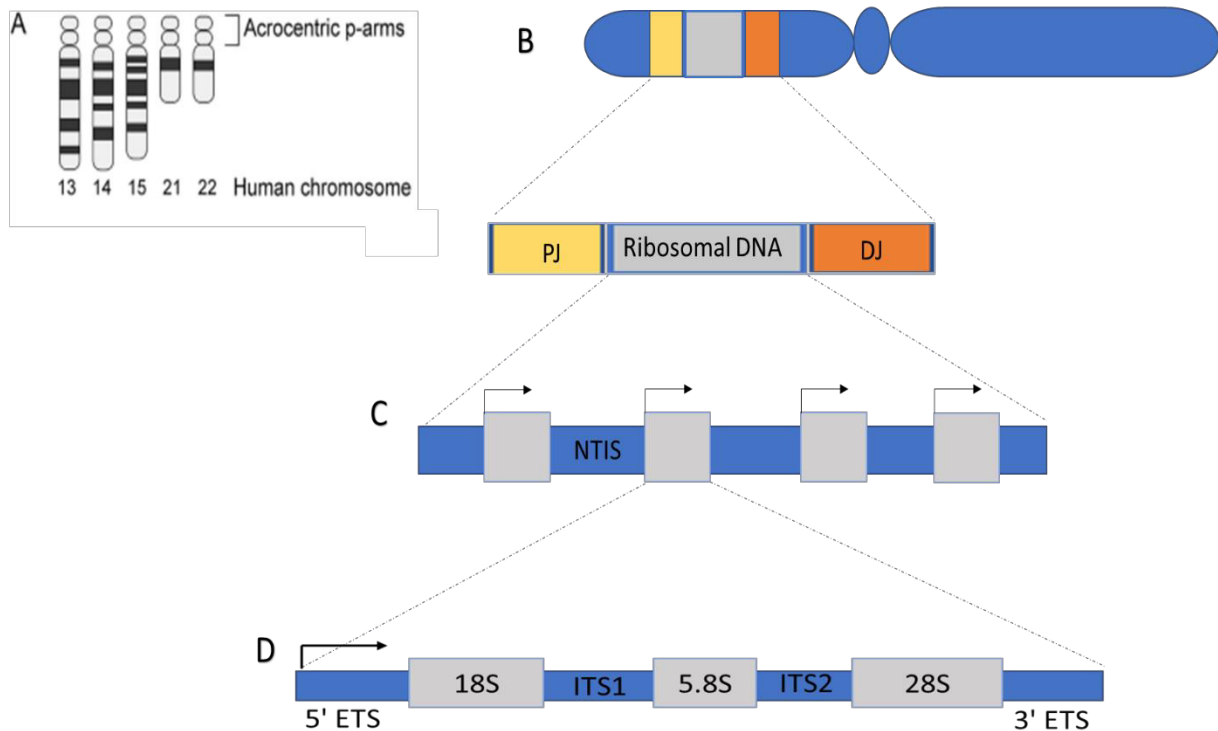 A
Acrocentric p-arms
13 14 15 21 22 Human chromosome
B
PJ Ribosomal DNA DJ
C
NTIS
D
18S ITS1 5.8S ITS2 28S
5' ETS 3' ETS